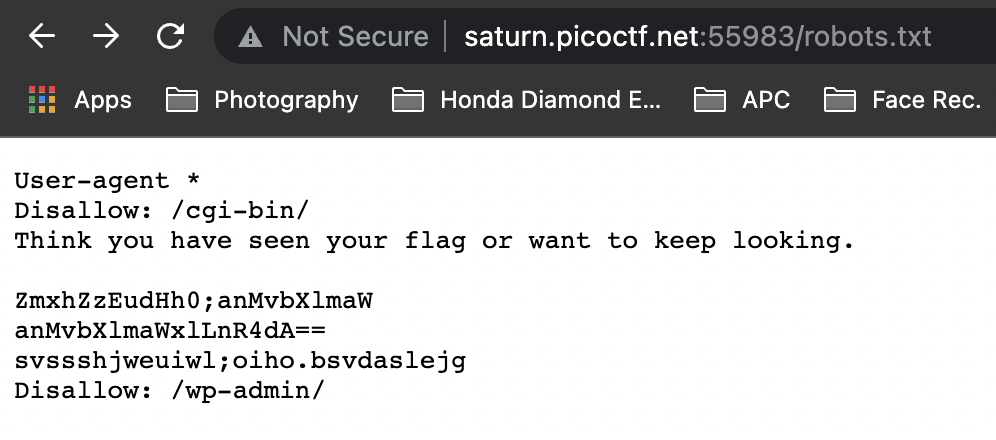 Not Secure saturn.picoctf.net:55983/robots.txt
Apps Photography Honda Diamond E... APC Face Rec.
User-agent *
Disallow: /cgi-bin/
Think you have seen your flag or want to keep looking.
ZmxhZzEudHh0;anMvbXlmaW
anMvbXlmaWxlLnR4dA==
svssshjweuiwl;oiho.bsvdaslejg
Disallow: /wp-admin/